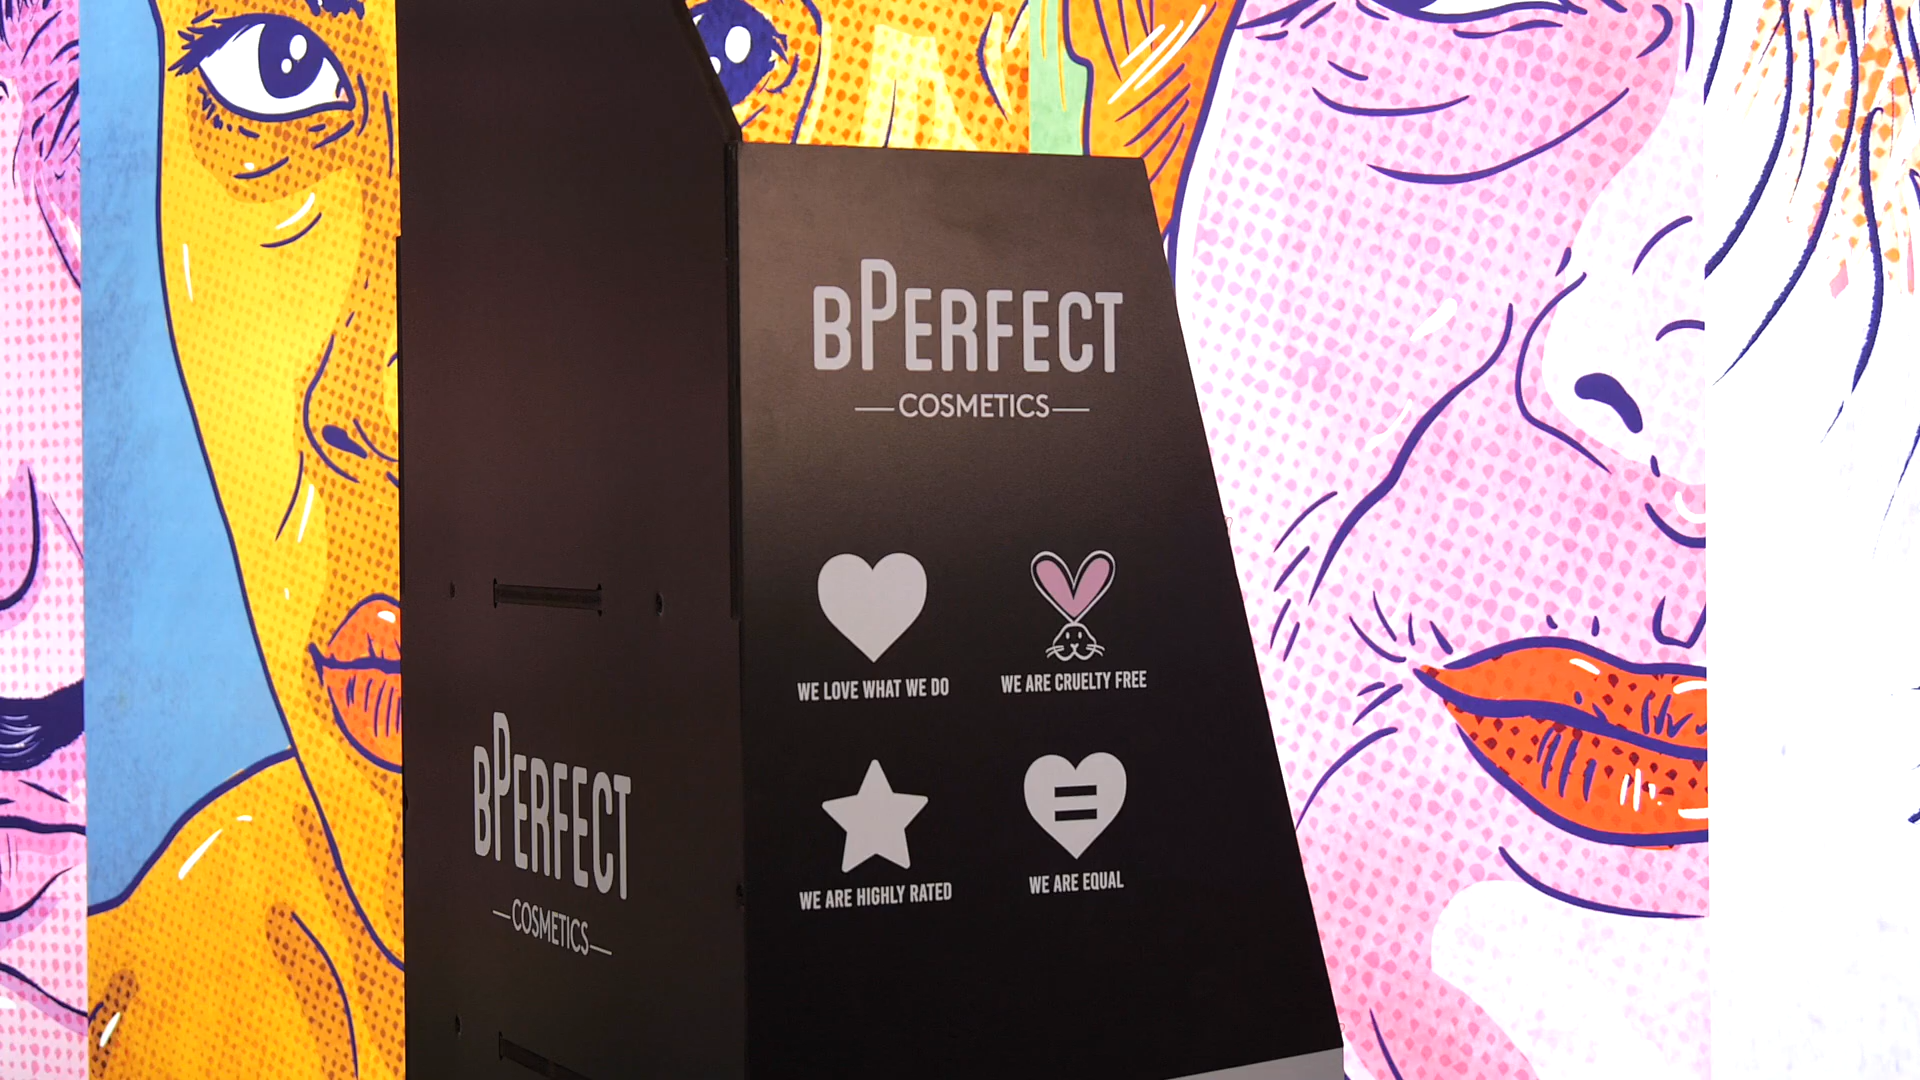 BPERFECT
COSMETICS
WE LOVE WHAT WE DO
WE ARE CRUELTY FREE
WE ARE HIGHLY RATED
WE ARE EQUAL
BPERFECT
COSMETICS